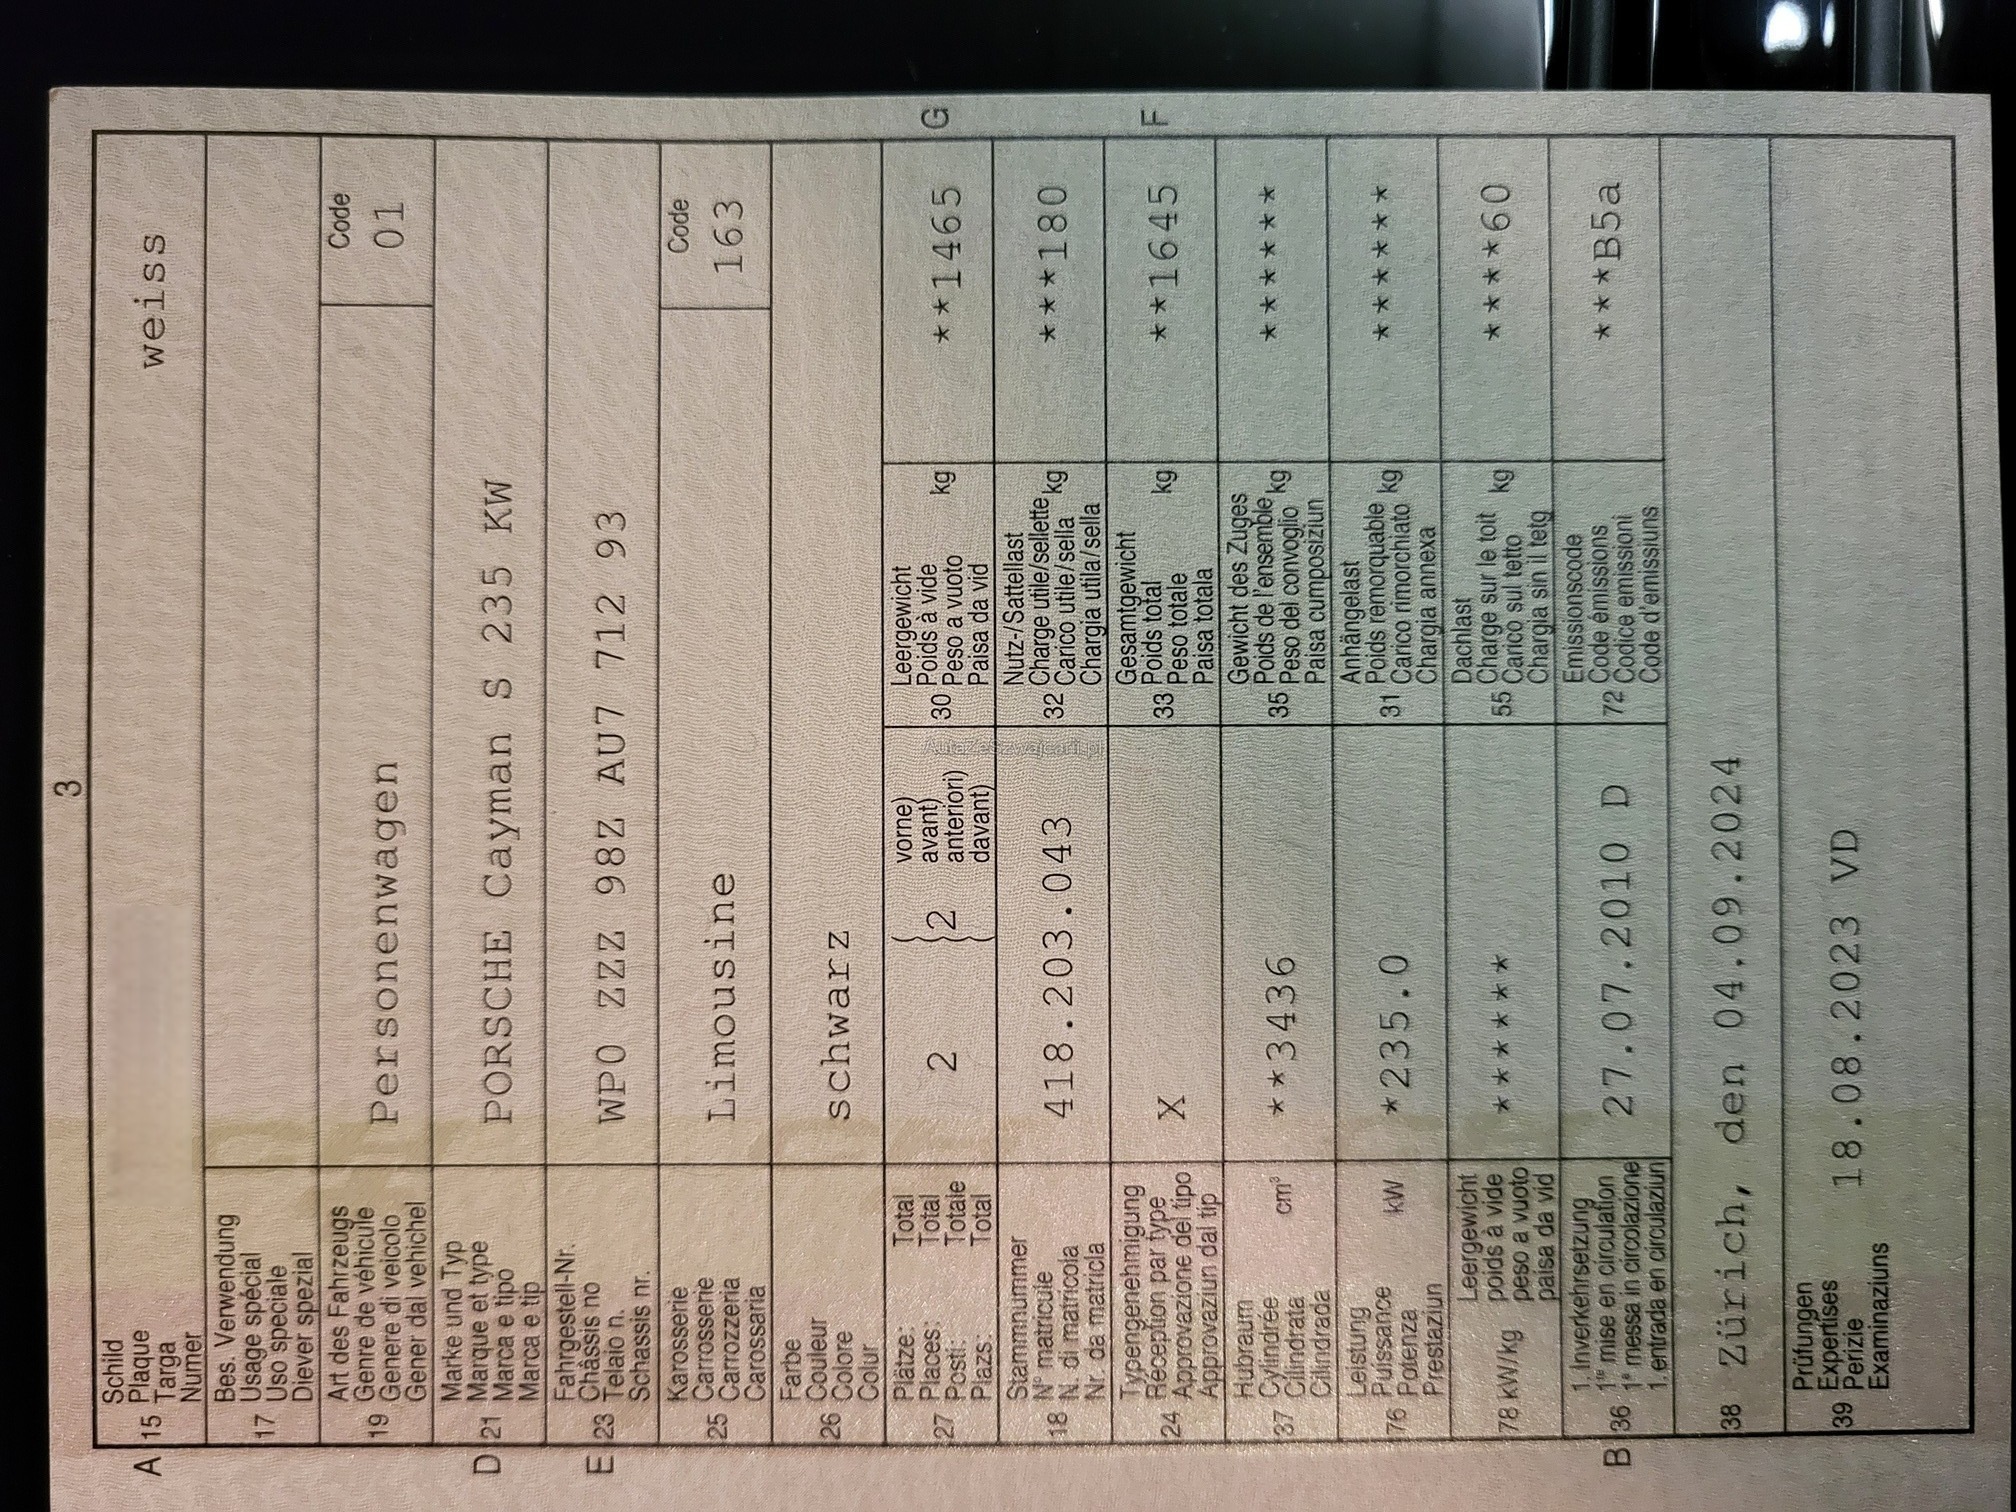 3
A
15
Schild
Plaque
Targa
Numer
weiss
17
Bes. Verwendung
Usage spécial
Uso speciale
Diever spezial
19
Art des Fahrzeugs
Genre de véhicule
Genere di veicolo
Gener dal vehichel
Personenwagen
Code
01
D
21
Marke und Typ
Marque et type
Marca e tipo
Marca e tip
PORSCHE Cayman S 235 KW
E
23
Fahrgestell-Nr.
Châssis no
Telaio n.
Schassis nr.
WP0 ZZZ 98Z AU7 712 93
25
Karosserie
Carrosserie
Carrozzeria
Carossaria
Limousine
Code
163
26
Farbe
Couleur
Colore
Colur
schwarz
27
Plätze: Total
Places: Total
Posti: Totale
Plazs: Total
2
2
vorne)
avant)
anteriori)
davant)
30
Leergewicht
Poids à vide
Peso a vuoto
Paisa da vid
kg
**1465
G
18
Stammnummer
N° matricule
N. di matricola
Nr. da matricla
418.203.043
32
Nutz-/Sattellast
Charge utile/sellette
Carico utile/sella
Chargia utila/sella
kg
***180
24
Typengenehmigung
Réception par type
Approvazione del tipo
Approvaziun dal tip
X
33
Gesamtgewicht
Poids total
Peso totale
Paisa totala
kg
**1645
F
37
Hubraum
Cylindrée
Cilindrata
Cilindrada
cm³
**3436
35
Gewicht des Zuges
Poids de l'ensemble
Peso del convoglio
Paisa cumposiziun
kg
******
76
Leistung
Puissance
Potenza
Prestaziun
kW
*235.0
31
Anhängelast
Poids remorquable
Carico rimorchiato
Chargia annexa
kg
******
78 kW/kg
Leergewicht
poids à vide
peso a vuoto
paisa da vid
******
55
Dachlast
Charge sur le toit
Carico sul tetto
Chargia sin il tetg
kg
****60
B
36
1. Inverkehrsetzung
1re mise en circulation
1a messa in circolazione
1. entrada en circulaziun
27.07.2010 D
72
Emissionscode
Code émissions
Codice emissioni
Code d'emissiuns
***B5a
38
Zürich, den 04.09.2024
39
Prüfungen
Expertises
Perizie
Examinaziuns
18.08.2023 VD
AutaZeSzwajcarii.pl